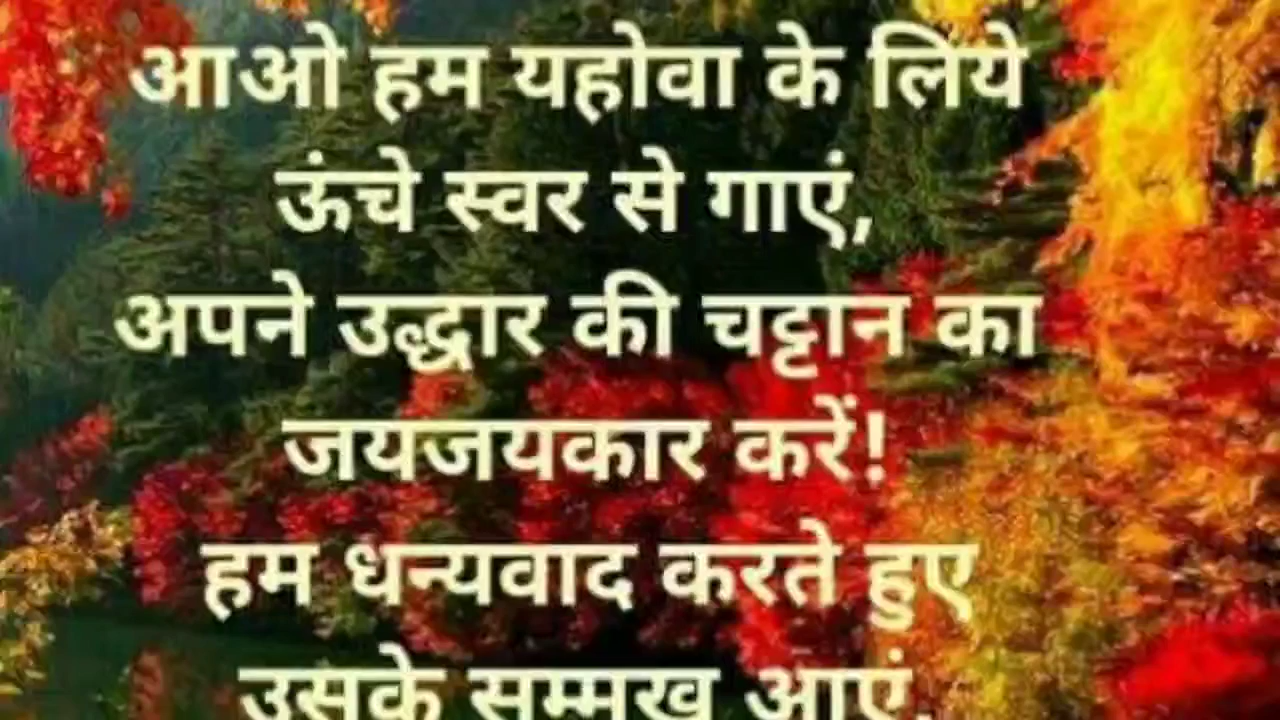 आओ हम यहोवा के लिये
ऊंचे स्वर से गाएं,
अपने उद्धार की चट्टान का
जयजयकार करें!
हम धन्यवाद करते हुए
उसके सम्मुख आएं,